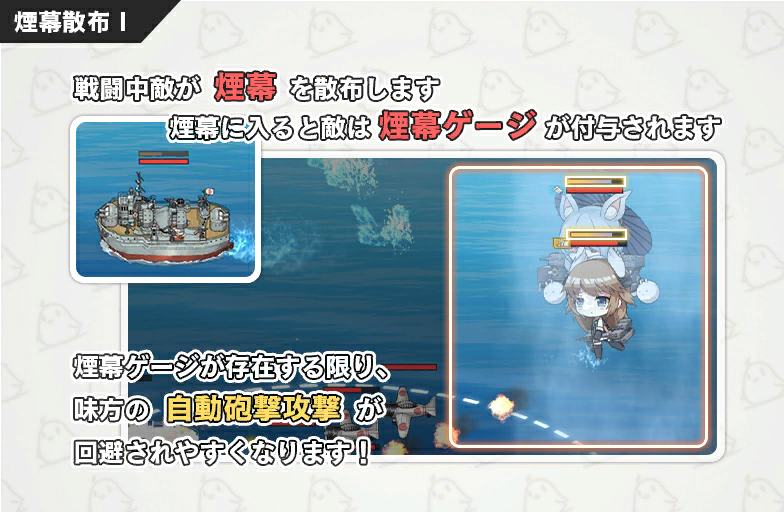 煙幕散布Ⅰ
戦闘中敵が 煙幕 を散布します
煙幕に入ると敵は 煙幕ゲージ が付与されます
煙幕ゲージが存在する限り、
味方の 自動砲撃攻撃 が
回避されやすくなります！